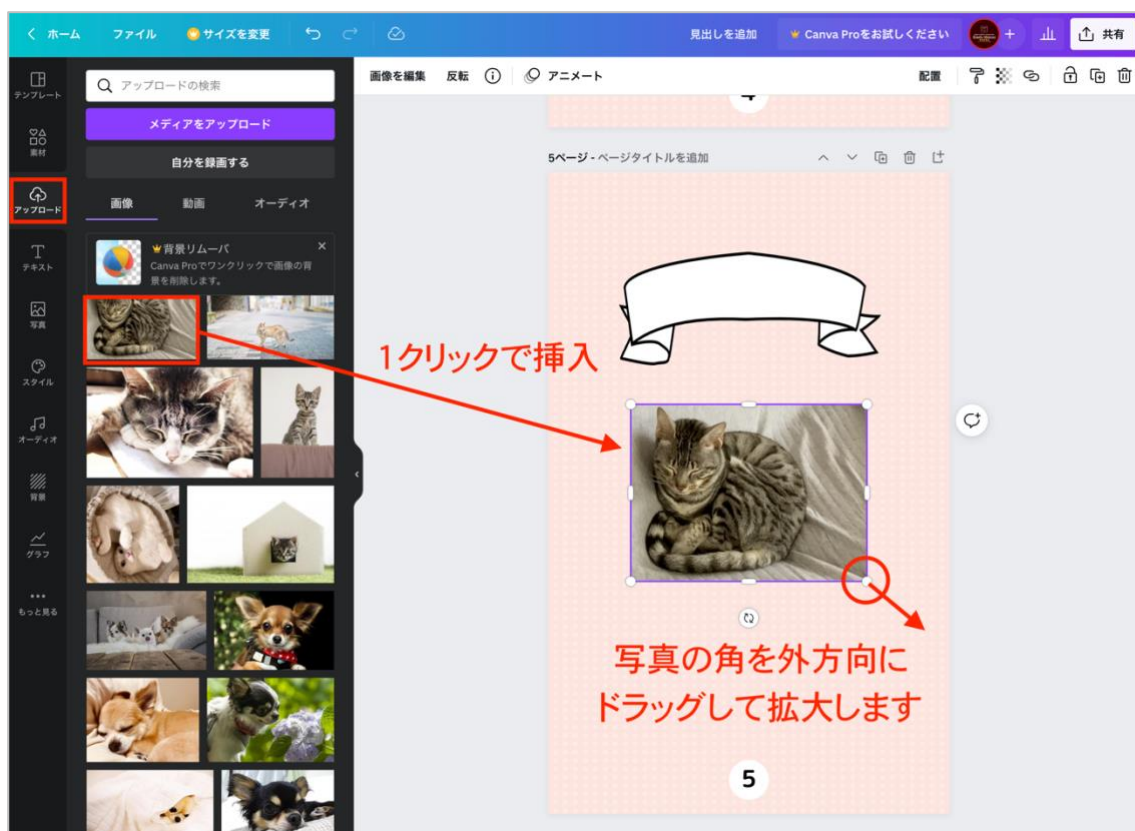 ホーム
ファイル
サイズを変更
見出しを追加
Canva Proをお試しください
共有
テンプレート
素材
アップロード
テキスト
写真
スタイル
オーディオ
背景
グラフ
もっと見る
アップロードの検索
メディアをアップロード
自分を録画する
画像
動画
オーディオ
背景リムーバ
Canva Proでワンクリックで画像の背
景を削除します。
画像を編集
反転
アニメート
配置
5ページ - ページタイトルを追加
1クリックで挿入
写真の角を外方向に
ドラッグして拡大します
5